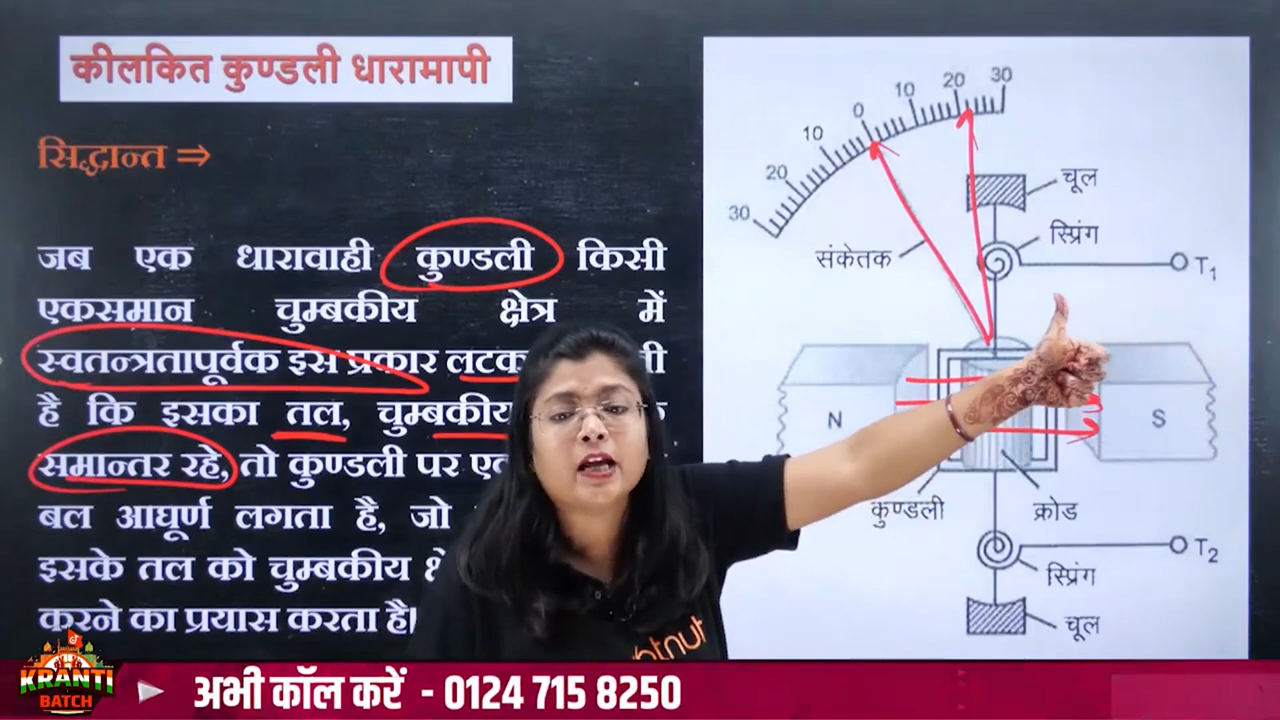 कीलकित कुण्डली धारामापी
सिद्धान्त ⇒
जब एक धारावाही कुण्डली किसी
एकसमान चुम्बकीय क्षेत्र में
स्वतन्त्रतापूर्वक इस प्रकार
है कि इसका तल, चुम्बकीय
समान्तर रहे, तो कुण्डली पर
बल आघूर्ण लगता है, जो
इसके तल को चुम्बकीय
करने का प्रयास करता है।
30 20 10 0 10 20 30
चूल
स्प्रिंग
संकेतक
T1
N
S
कुण्डली
क्रोड
T2
स्प्रिंग
चूल
KRANTI
BATCH
अभी कॉल करें - 0124 715 8250